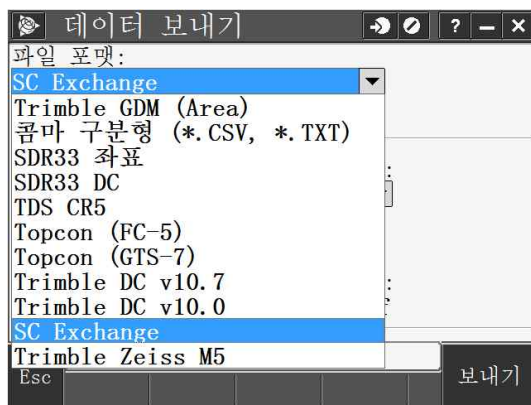 데이터 보내기
?
파일 포맷:
SC Exchange
Trimble GDM (Area)
콤마 구분형 (*.CSV, *.TXT)
SDR33 좌표
SDR33 DC
TDS CR5
Topcon (FC-5)
Topcon (GTS-7)
Trimble DC v10.7
Trimble DC v10.0
SC Exchange
Trimble Zeiss M5
Esc
보내기